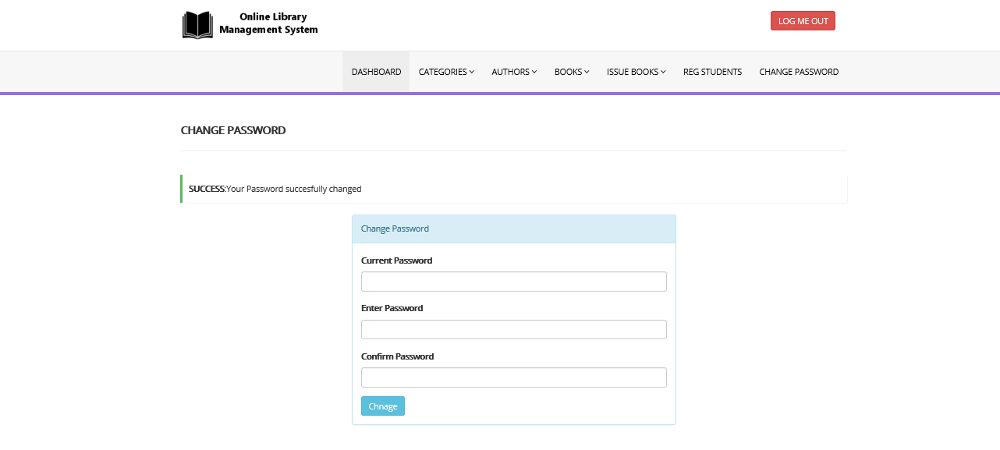 Online Library
Management System
LOG ME OUT
DASHBOARD CATEGORIES AUTHORS BOOKS ISSUE BOOKS REG STUDENTS CHANGE PASSWORD
CHANGE PASSWORD
SUCCESS:Your Password succesfully changed
Change Password
Current Password
Enter Password
Confirm Password
Chnage